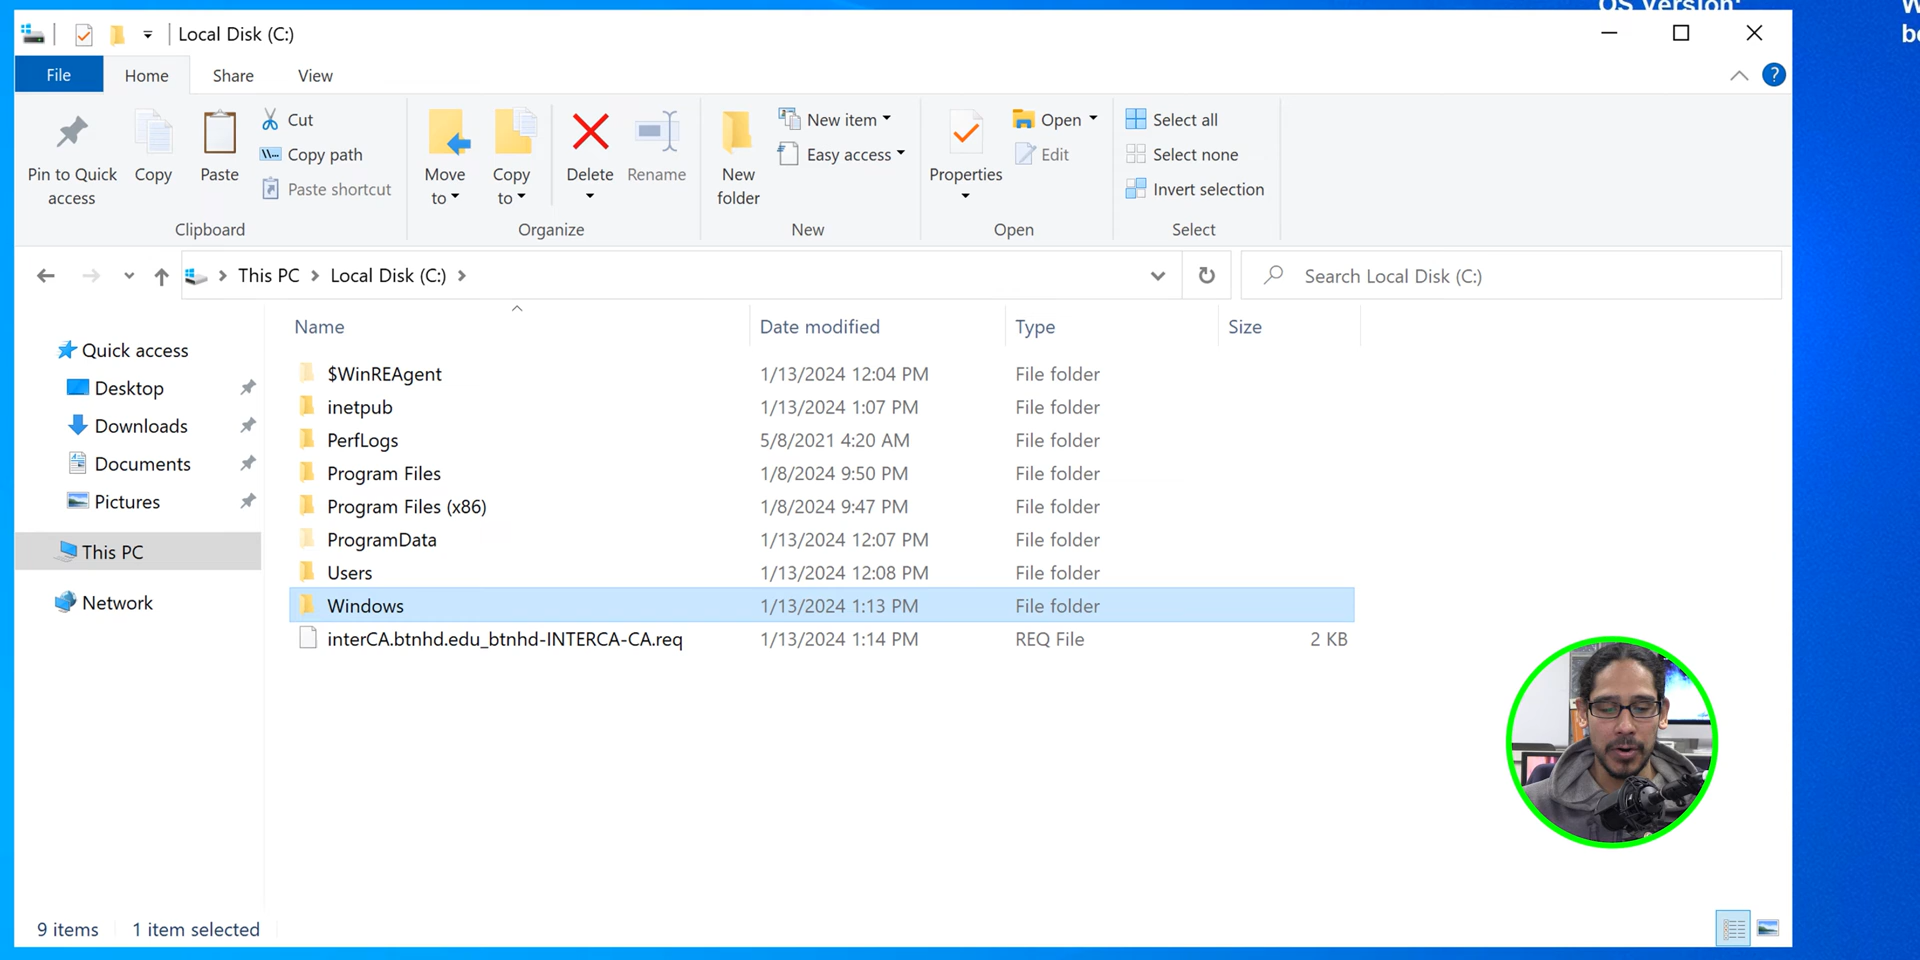 OS Version:
Local Disk (C:)
File
Home
Share
View
?
Pin to Quick access
Copy
Paste
Cut
Copy path
Paste shortcut
Clipboard
Move to
Copy to
Delete
Rename
Organize
New folder
New item
Easy access
New
Properties
Open
Edit
Open
Select all
Select none
Invert selection
Select
This PC
Local Disk (C:)
Search Local Disk (C:)
Name Date modified Type Size
Quick access
Desktop
Downloads
Documents
Pictures
This PC
Network
$WinREAgent 1/13/2024 12:04 PM File folder
inetpub 1/13/2024 1:07 PM File folder
PerfLogs 5/8/2021 4:20 AM File folder
Program Files 1/8/2024 9:50 PM File folder
Program Files (x86) 1/8/2024 9:47 PM File folder
ProgramData 1/13/2024 12:07 PM File folder
Users 1/13/2024 12:08 PM File folder
Windows 1/13/2024 1:13 PM File folder
interCA.btnhd.edu_btnhd-INTERCA-CA.req 1/13/2024 1:14 PM REQ File 2 KB
9 items 1 item selected